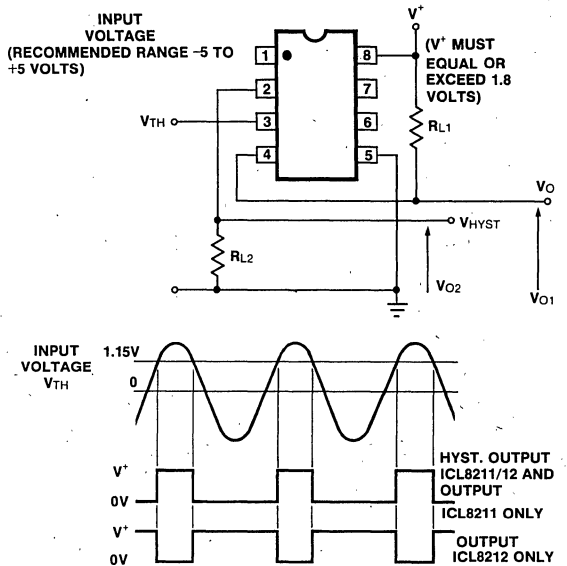 INPUT
VOLTAGE
(RECOMMENDED RANGE –5 TO
+5 VOLTS)
V+
(V+ MUST
EQUAL OR
EXCEED 1.8
VOLTS)
1
8
2
7
VTH
3
6
4
5
RL1
VO
VHYST
RL2
VO2
VO1
INPUT
VOLTAGE
VTH
1.15V
0
V+
0V
HYST. OUTPUT
ICL8211/12 AND
OUTPUT
ICL8211 ONLY
V+
0V
OUTPUT
ICL8212 ONLY